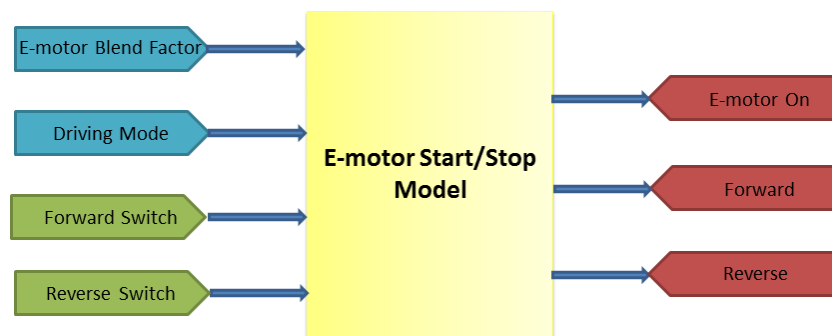 E-motor Blend Factor
Driving Mode
Forward Switch
Reverse Switch
E-motor Start/Stop
Model
E-motor On
Forward
Reverse